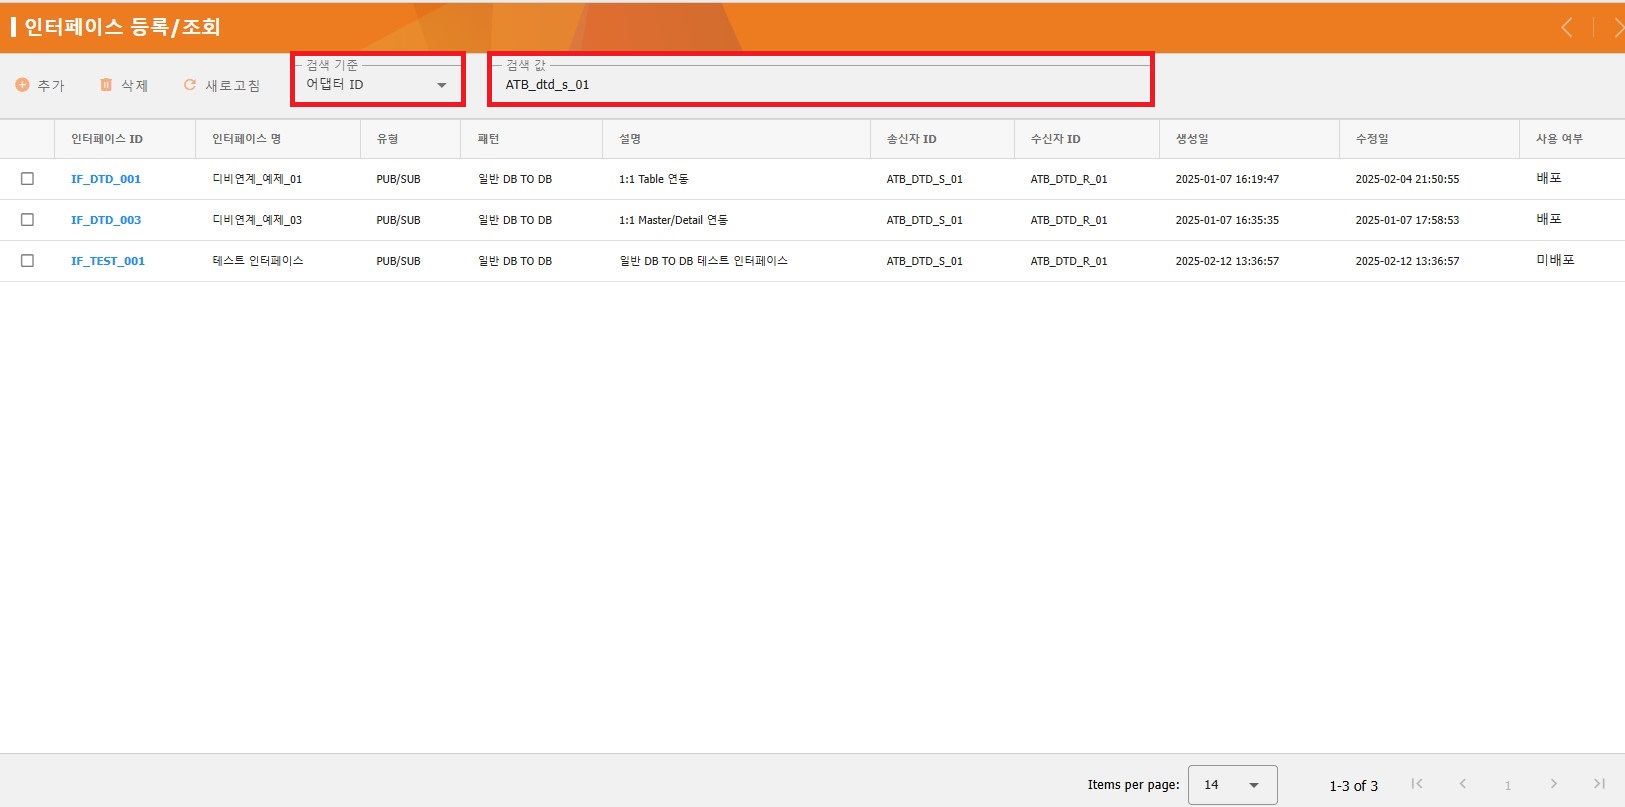 인터페이스 등록/조회
추가 삭제 새로고침 검색 기준 어댑터 ID 검색 값 ATB_dtd_s_01
인터페이스 ID 인터페이스 명 유형 패턴 설명 송신자 ID 수신자 ID 생성일 수정일 사용 여부
IF_DTD_001 디비연계_예제_01 PUB/SUB 일반 DB TO DB 1:1 Table 연동 ATB_DTD_S_01 ATB_DTD_R_01 2025-01-07 16:19:47 2025-02-04 21:50:55 배포
IF_DTD_003 디비연계_예제_03 PUB/SUB 일반 DB TO DB 1:1 Master/Detail 연동 ATB_DTD_S_01 ATB_DTD_R_01 2025-01-07 16:35:35 2025-01-07 17:58:53 배포
IF_TEST_001 테스트 인터페이스 PUB/SUB 일반 DB TO DB 일반 DB TO DB 테스트 인터페이스 ATB_DTD_S_01 ATB_DTD_R_01 2025-02-12 13:36:57 2025-02-12 13:36:57 미배포
Items per page: 14 1-3 of 3 1